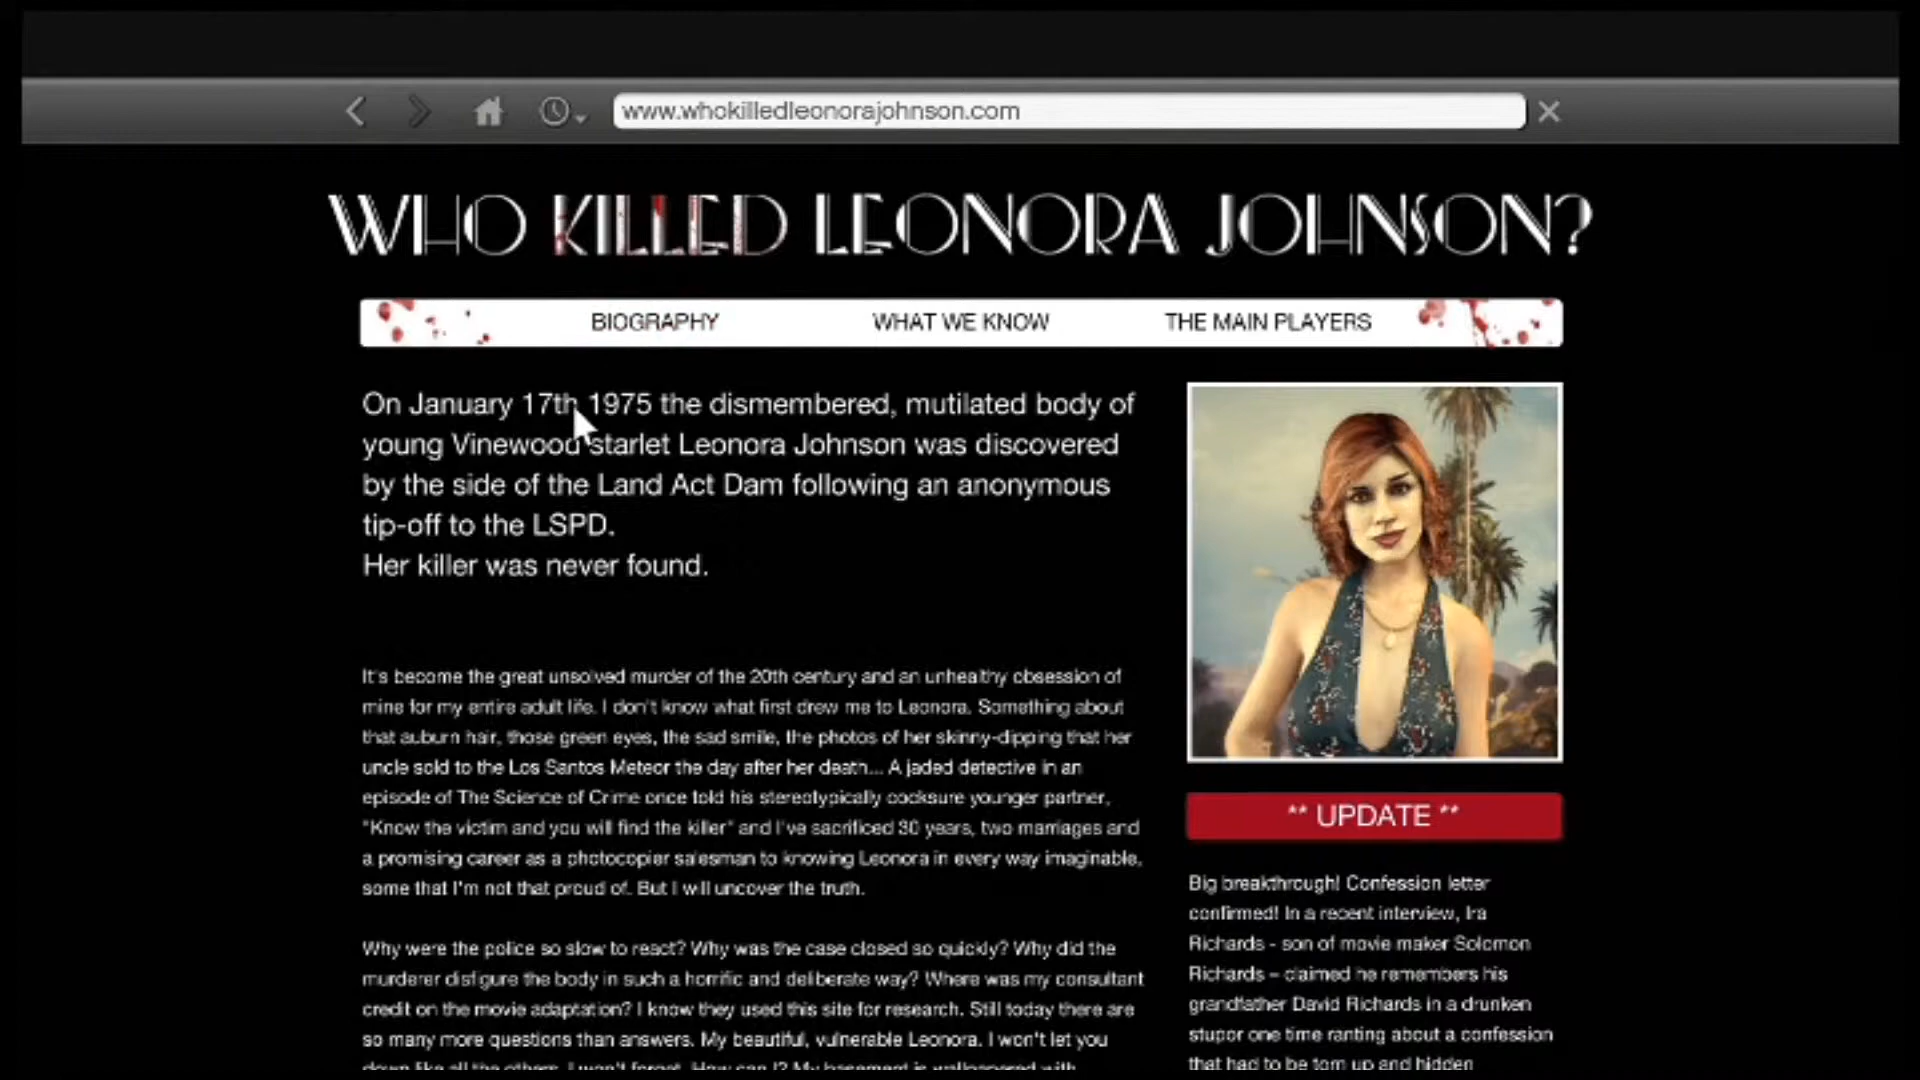 www.whokilledleonorajohnson.com
WHO KILLED LEONORA JOHNSON?
BIOGRAPHY WHAT WE KNOW THE MAIN PLAYERS
On January 17th 1975 the dismembered, mutilated body of
young Vinewood starlet Leonora Johnson was discovered
by the side of the Land Act Dam following an anonymous
tip-off to the LSPD.
Her killer was never found.
It's become the great unsolved murder of the 20th century and an unhealthy obsession of
mine for my entire adult life. I don't know what first drew me to Leonora. Something about
that auburn hair, those green eyes, the sad smile, the photos of her skinny-dipping that her
uncle sold to the Los Santos Meteor the day after her death... A jaded detective in an
episode of The Science of Crime once told his stereotypically cocksure younger partner,
"Know the victim and you will find the killer" and I've sacrificed 30 years, two marriages and
a promising career as a photocopier salesman to knowing Leonora in every way imaginable,
some that I'm not that proud of. But I will uncover the truth.
Why were the police so slow to react? Why was the case closed so quickly? Why did the
murderer disfigure the body in such a horrific and deliberate way? Where was my consultant
credit on the movie adaptation? I know they used this site for research. Still today there are
so many more questions than answers. My beautiful, vulnerable Leonora. I won't let you
down like all the others. I won't forget. How can I? My basement is wallpapered with
** UPDATE **
Big breakthrough! Confession letter
confirmed! In a recent interview, Ira
Richards - son of movie maker Solomon
Richards – claimed he remembers his
grandfather David Richards in a drunken
stupor one time ranting about a confession
that had to be torn up and hidden